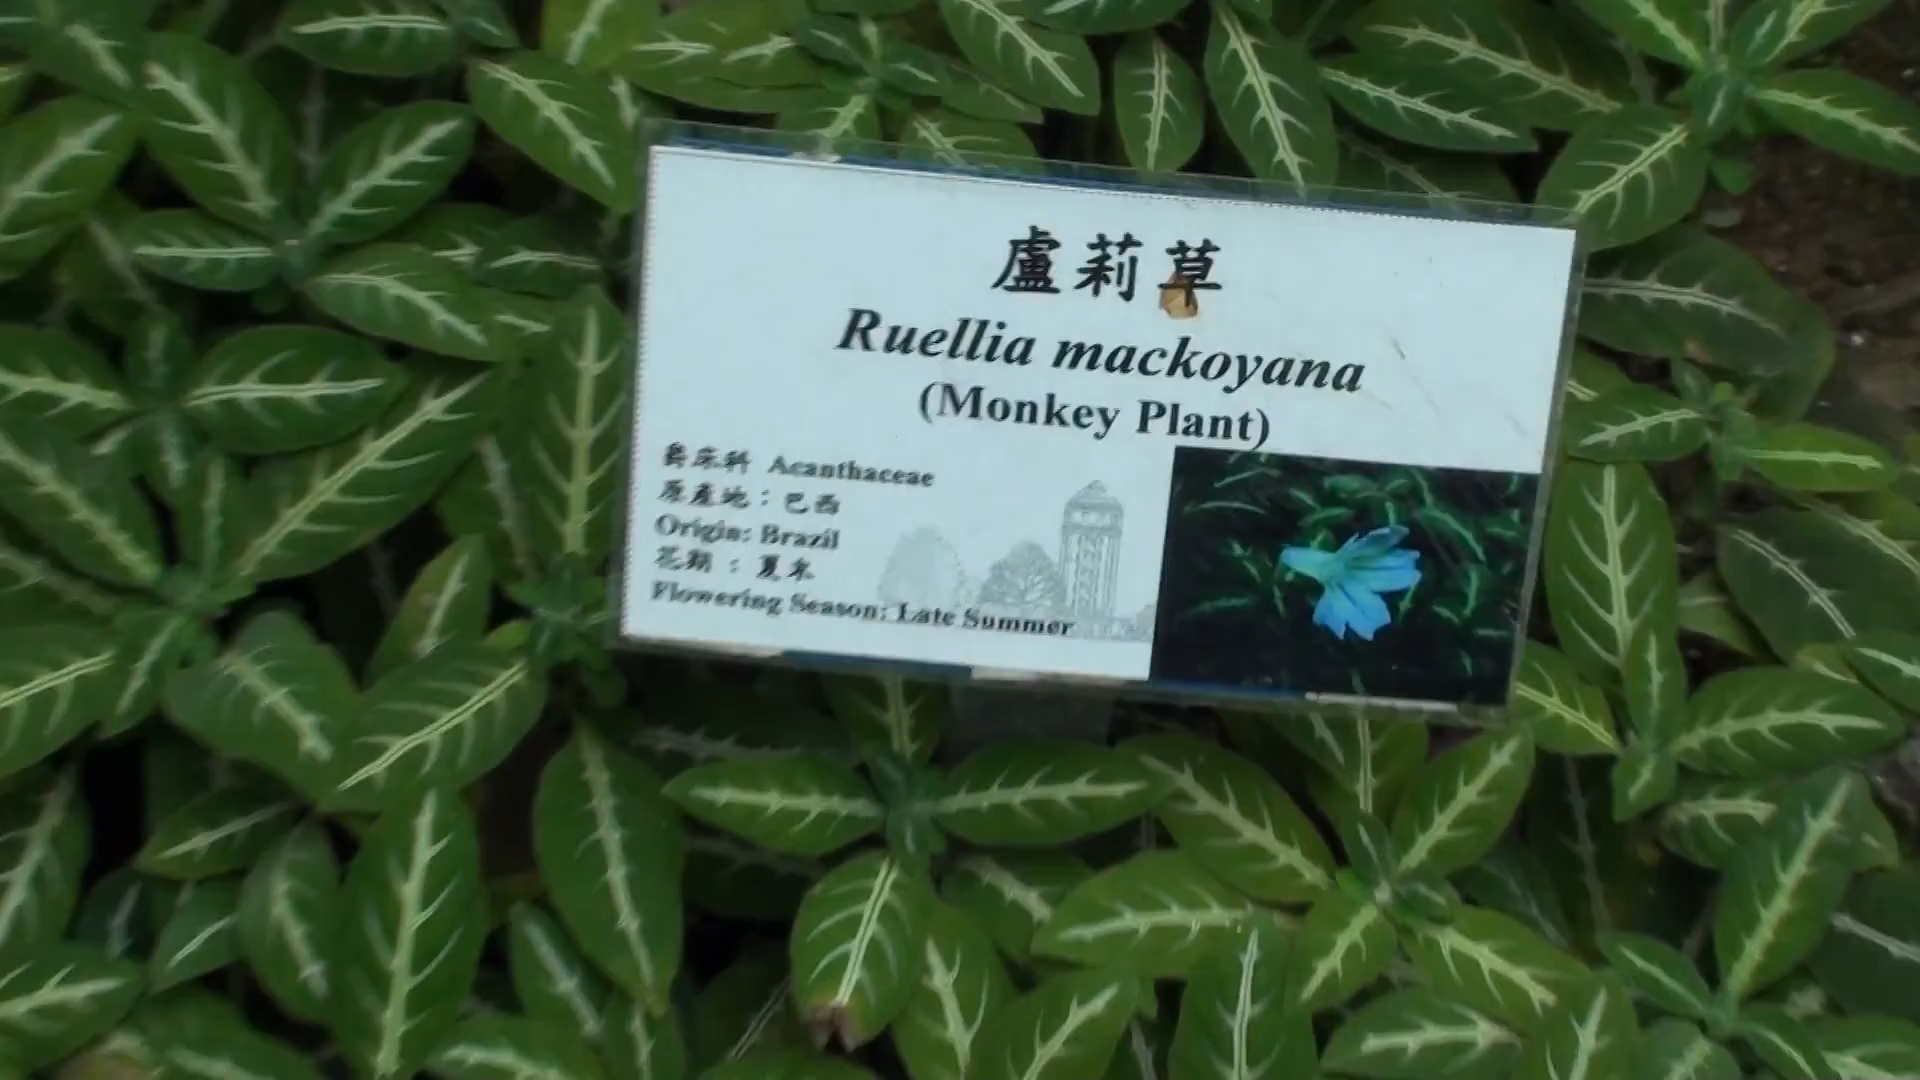 盧莉草
Ruellia mackoyana
(Monkey Plant)
爵床科 Acanthaceae
原產地：巴西
Origin: Brazil
花期：夏末
Flowering Season: Late Summer